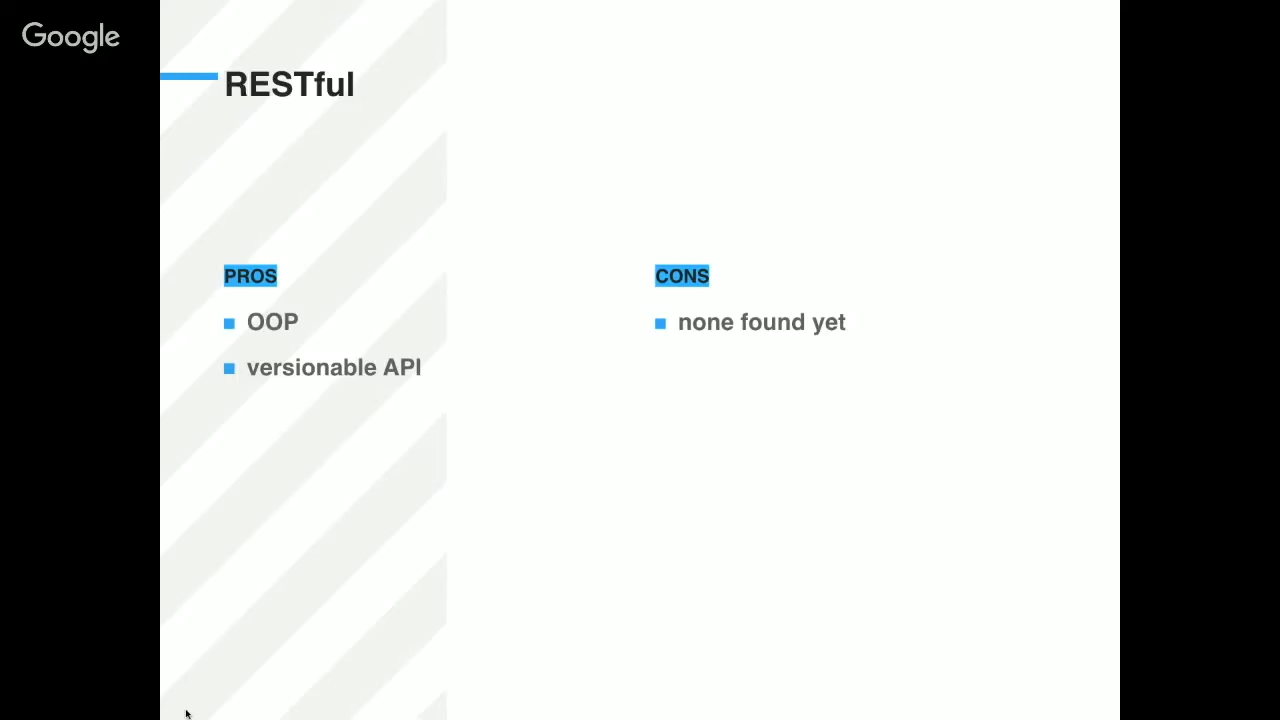 Google
RESTful
PROS
OOP
versionable API
CONS
none found yet